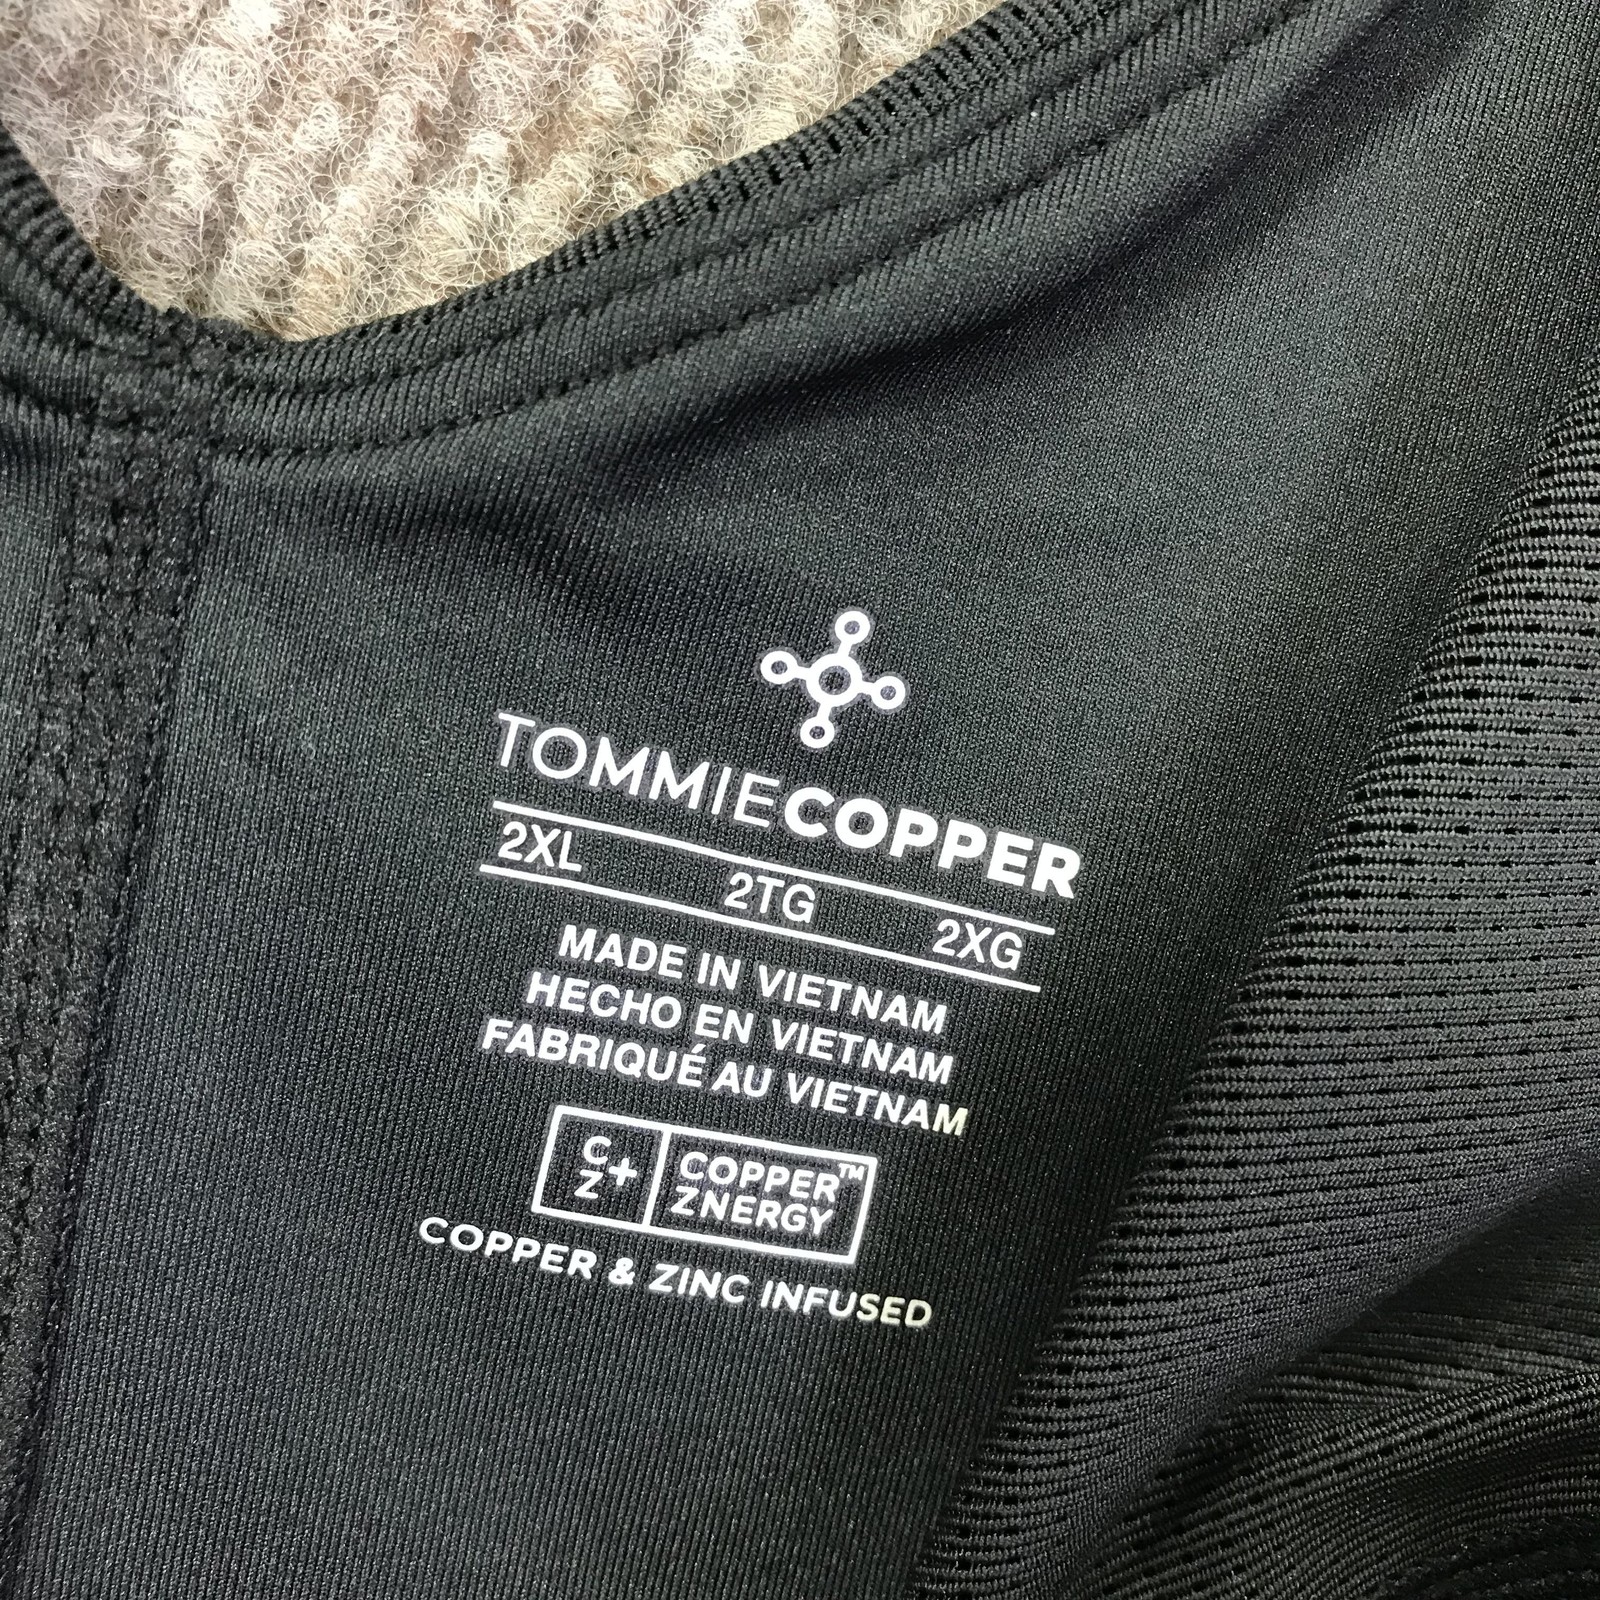 TOMMIECOPPER
2XL 2TG 2XG
MADE IN VIETNAM
HECHO EN VIETNAM
FABRIQUÉ AU VIETNAM
C
Z+
COPPER™
ZNERGY
COPPER & ZINC INFUSED